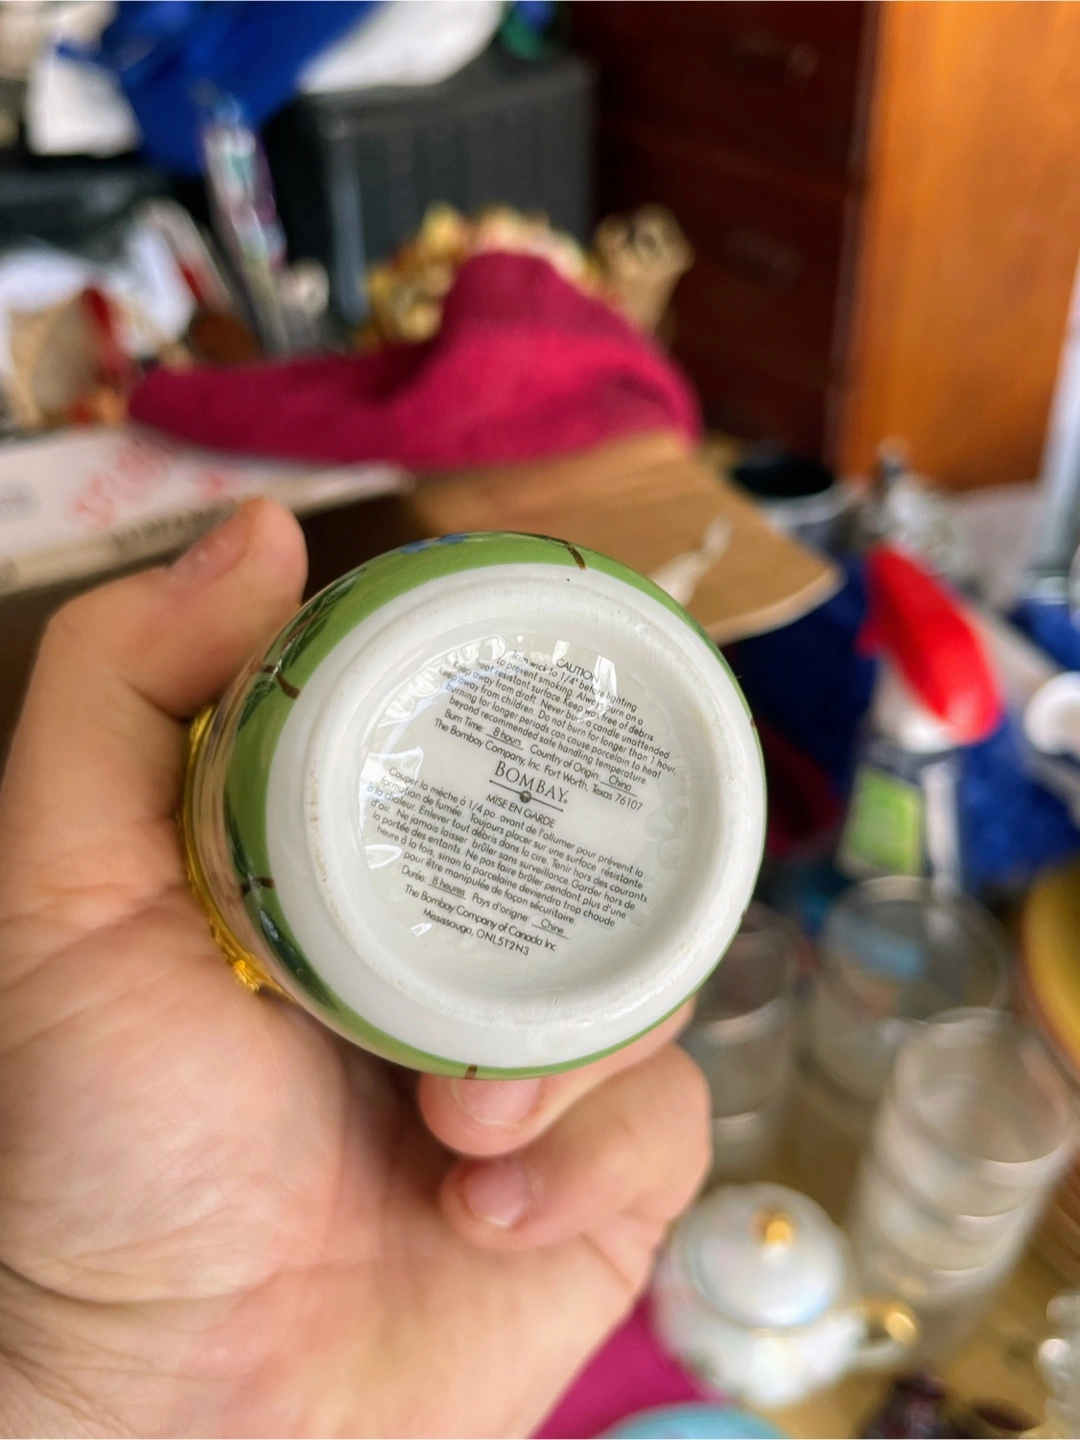 CAUTION
Trim wick to 1/4" before lighting
to prevent smoking. Always burn on a
heat resistant surface. Keep wax free of debris.
Keep away from draft. Never burn a candle unattended.
Keep away from children. Do not burn for longer than 1 hour,
burning for longer periods can cause porcelain to heat
beyond recommended safe handling temperature.
Burn Time: 8 hours Country of Origin: China
The Bombay Company, Inc. Fort Worth, Texas 76107
BOMBAY®
MISE EN GARDE
Couper la mèche à 1/4 po. avant de l'allumer pour prévenir la
formation de fumée. Toujours placer sur une surface résistante
à la chaleur. Enlever tout débris dans la cire. Tenir hors des courants
d'air. Ne jamais laisser brûler sans surveillance. Garder hors de
la portée des enfants. Ne pas faire brûler pendant plus d'une
heure à la fois, sinon la porcelaine deviendra trop chaude
pour être manipulée de façon sécuritaire.
Durée: 8 heures Pays d'origine: Chine
The Bombay Company of Canada Inc
Mississauga, ONL5T2N3